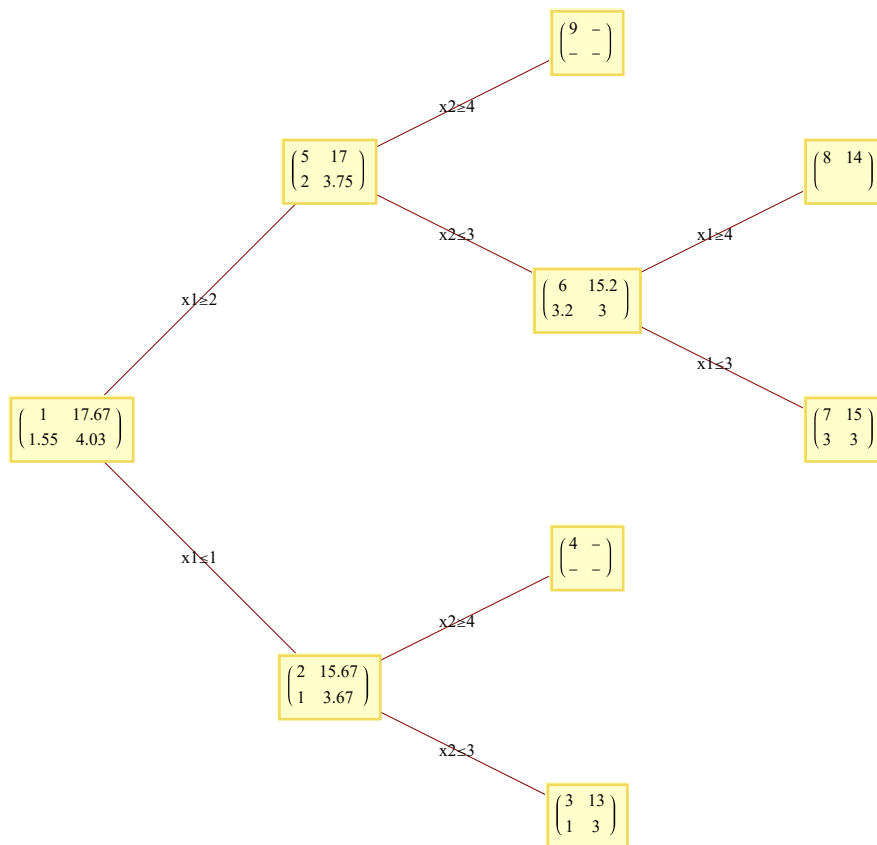 9 –
– –
x2≥4
5 17
2 3.75
8 14
x2≤3
x1≥4
6 15.2
3.2 3
x1≥2
x1≤3
1 17.67
1.55 4.03
7 15
3 3
x1≤1
4 –
– –
x2≥4
2 15.67
1 3.67
x2≤3
3 13
1 3